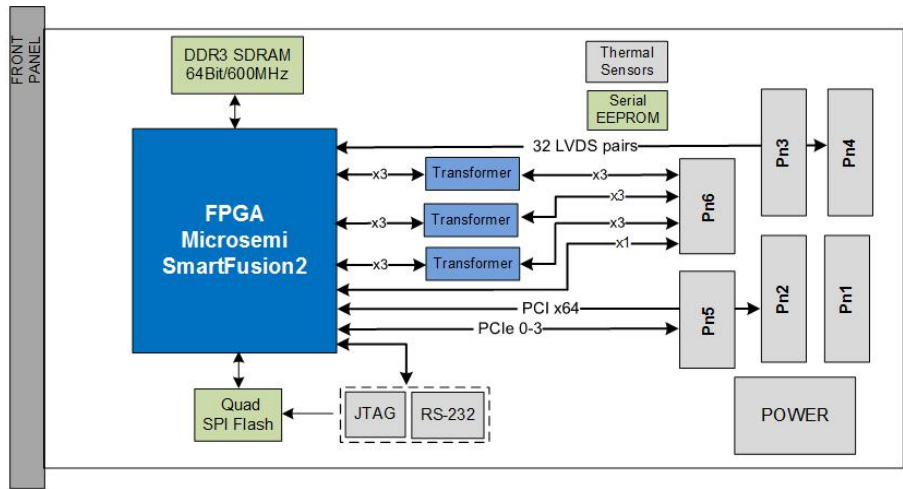 FRONT
PANEL
DDR3 SDRAM
64Bit/600MHz
Thermal
Sensors
Serial
EEPROM
32 LVDS pairs
Pn3
Pn4
FPGA
Microsemi
SmartFusion2
x3
Transformer
x3
x3
Transformer
x3
x3
Transformer
x3
x1
Pn6
PCI x64
PCIe 0-3
Pn5
Pn2
Pn1
Quad
SPI Flash
JTAG
RS-232
POWER